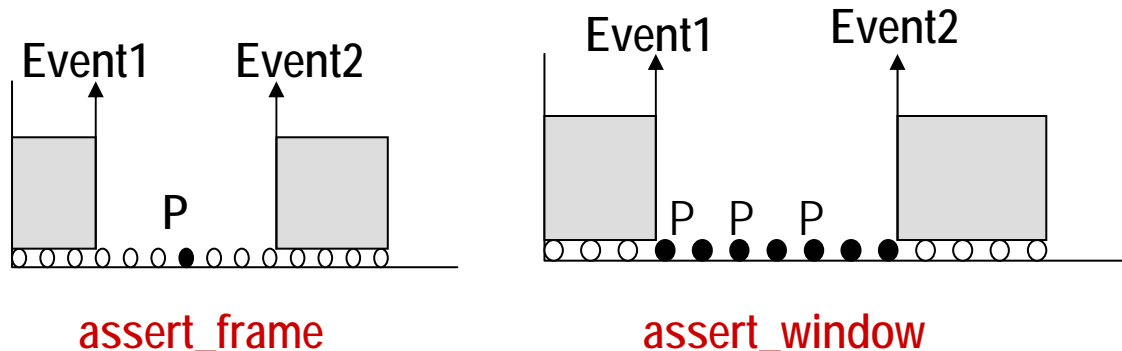 Event1 Event2
P
assert_frame
Event1 Event2
P P P
assert_window